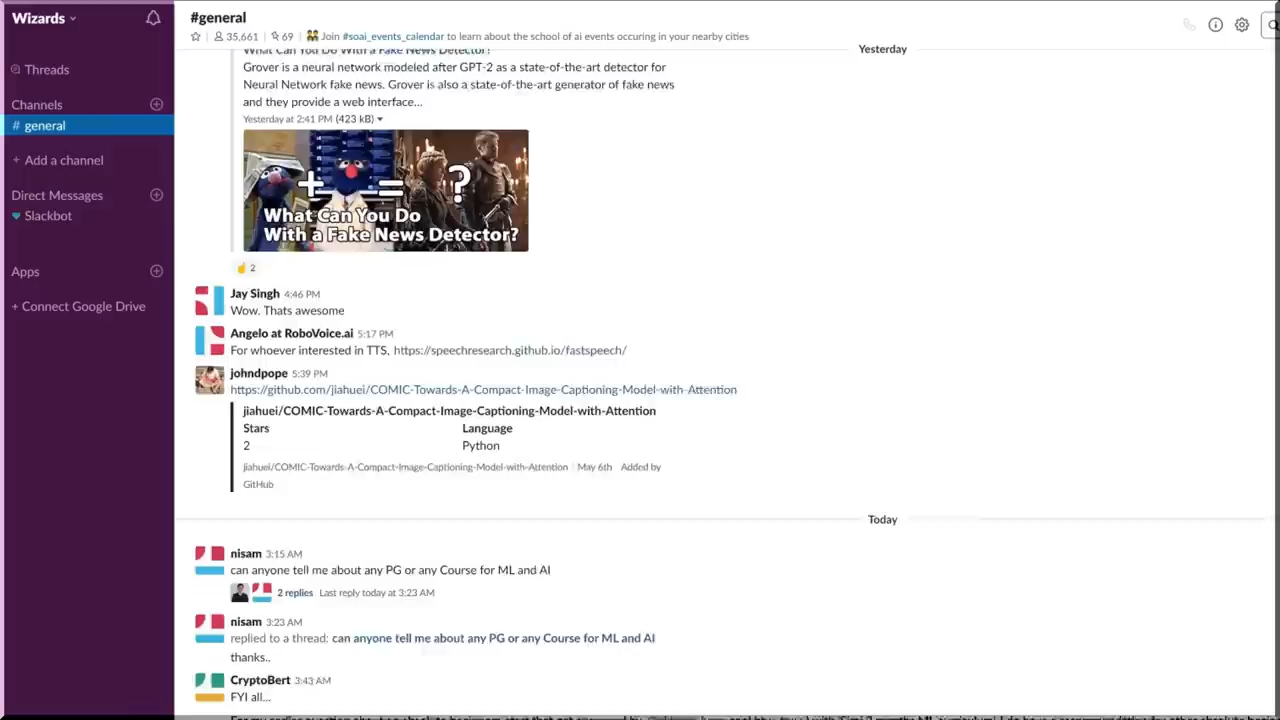 Wizards
Threads
Channels
# general
+ Add a channel
Direct Messages
Slackbot
Apps
+ Connect Google Drive
#general
35,661 | 69 | Join #soai_events_calendar to learn about the school of ai events occuring in your nearby cities
Yesterday
What Can You Do With a Fake News Detector?
Grover is a neural network modeled after GPT-2 as a state-of-the-art detector for
Neural Network fake news. Grover is also a state-of-the-art generator of fake news
and they provide a web interface...
Yesterday at 2:41 PM (423 kB)
+ = ?
What Can You Do
With a Fake News Detector?
2
Jay Singh 4:46 PM
Wow. Thats awesome
Angelo at RoboVoice.ai 5:17 PM
For whoever interested in TTS, https://speechresearch.github.io/fastspeech/
johndpope 5:39 PM
https://github.com/jiahuei/COMIC-Towards-A-Compact-Image-Captioning-Model-with-Attention
jiahuei/COMIC-Towards-A-Compact-Image-Captioning-Model-with-Attention
Stars Language
2 Python
jiahuei/COMIC-Towards-A-Compact-Image-Captioning-Model-with-Attention | May 6th Added by
GitHub
Today
nisam 3:15 AM
can anyone tell me about any PG or any Course for ML and AI
2 replies Last reply today at 3:23 AM
nisam 3:23 AM
replied to a thread: can anyone tell me about any PG or any Course for ML and AI
thanks..
CryptoBert 3:43 AM
FYI all...